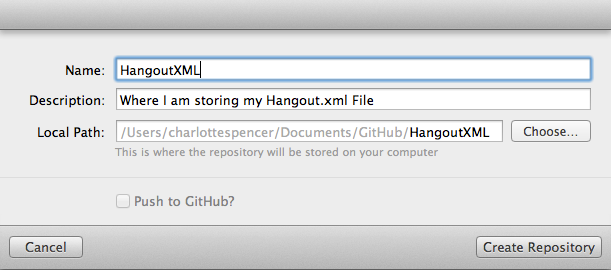 Name: HangoutXML
Description: Where I am storing my Hangout.xml File
Local Path: /Users/charlottespencer/Documents/GitHub/HangoutXML Choose...
This is where the repository will be stored on your computer
Push to GitHub?
Cancel Create Repository